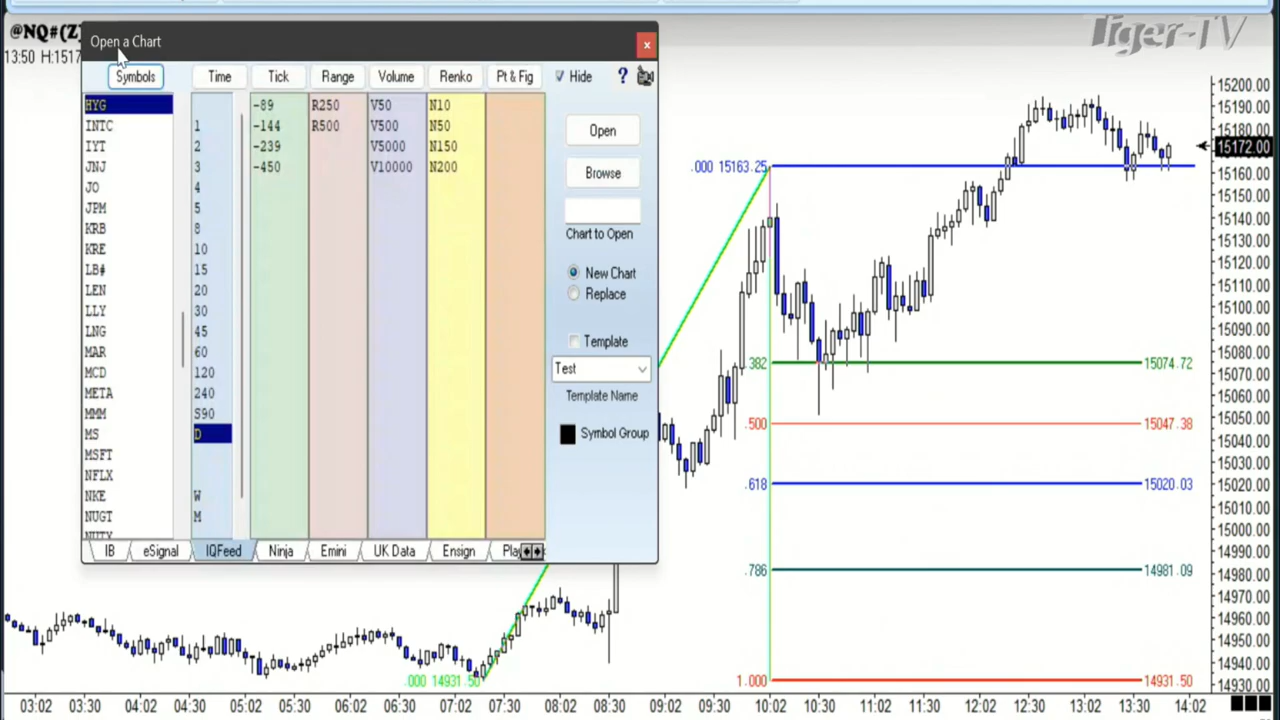 @NQ#(Z
Open a Chart
Tiger-TV
13:50 H:1517
Symbols Time Tick Range Volume Renko Pt & Fig Hide ?
HYG -89 R250 V50 N10
INTC 1 -144 R500 V500 N50
IYT 2 -239 V5000 N150
JNJ 3 -450 V10000 N200
JO 4
JPM 5
KRB 8
KRE 10
LB# 15
LEN 20
LLY 30
LNG 45
MAR 60
MCD 120
META 240
MMM S90
MS D
MSFT
NFLX
NKE W
NUGT M
Open
Browse
Chart to Open
New Chart
Replace
Template
Test
Template Name
Symbol Group
IB eSignal IQFeed Ninja Emini UK Data Ensign Pla
.000 15163.25
.382 15074.72
.500 15047.38
.618 15020.03
.786 14981.09
1.000 14931.50
.000 14931.50
15200.00
15190.00
15180.00
15172.00
15160.00
15150.00
15140.00
15130.00
15120.00
15110.00
15100.00
15090.00
15080.00
15070.00
15060.00
15050.00
15040.00
15030.00
15020.00
15010.00
15000.00
14990.00
14980.00
14970.00
14960.00
14950.00
14940.00
14930.00
03:02 03:30 04:02 04:30 05:02 05:30 06:02 06:30 07:02 07:30 08:02 08:30 09:02 09:30 10:02 10:30 11:02 11:30 12:02 12:30 13:02 13:30 14:02